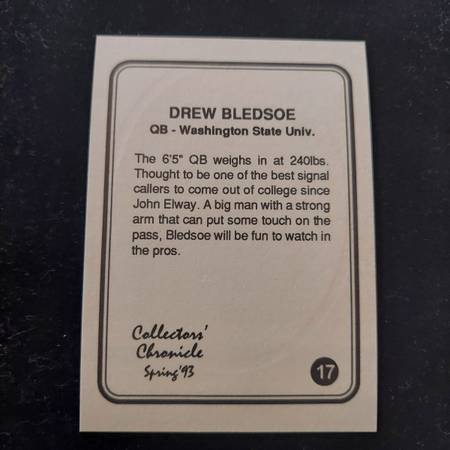 DREW BLEDSOE
QB - Washington State Univ.
The 6'5" QB weighs in at 240lbs.
Thought to be one of the best signal
callers to come out of college since
John Elway. A big man with a strong
arm that can put some touch on the
pass, Bledsoe will be fun to watch in
the pros.
Collectors'
Chronicle
Spring '93
17